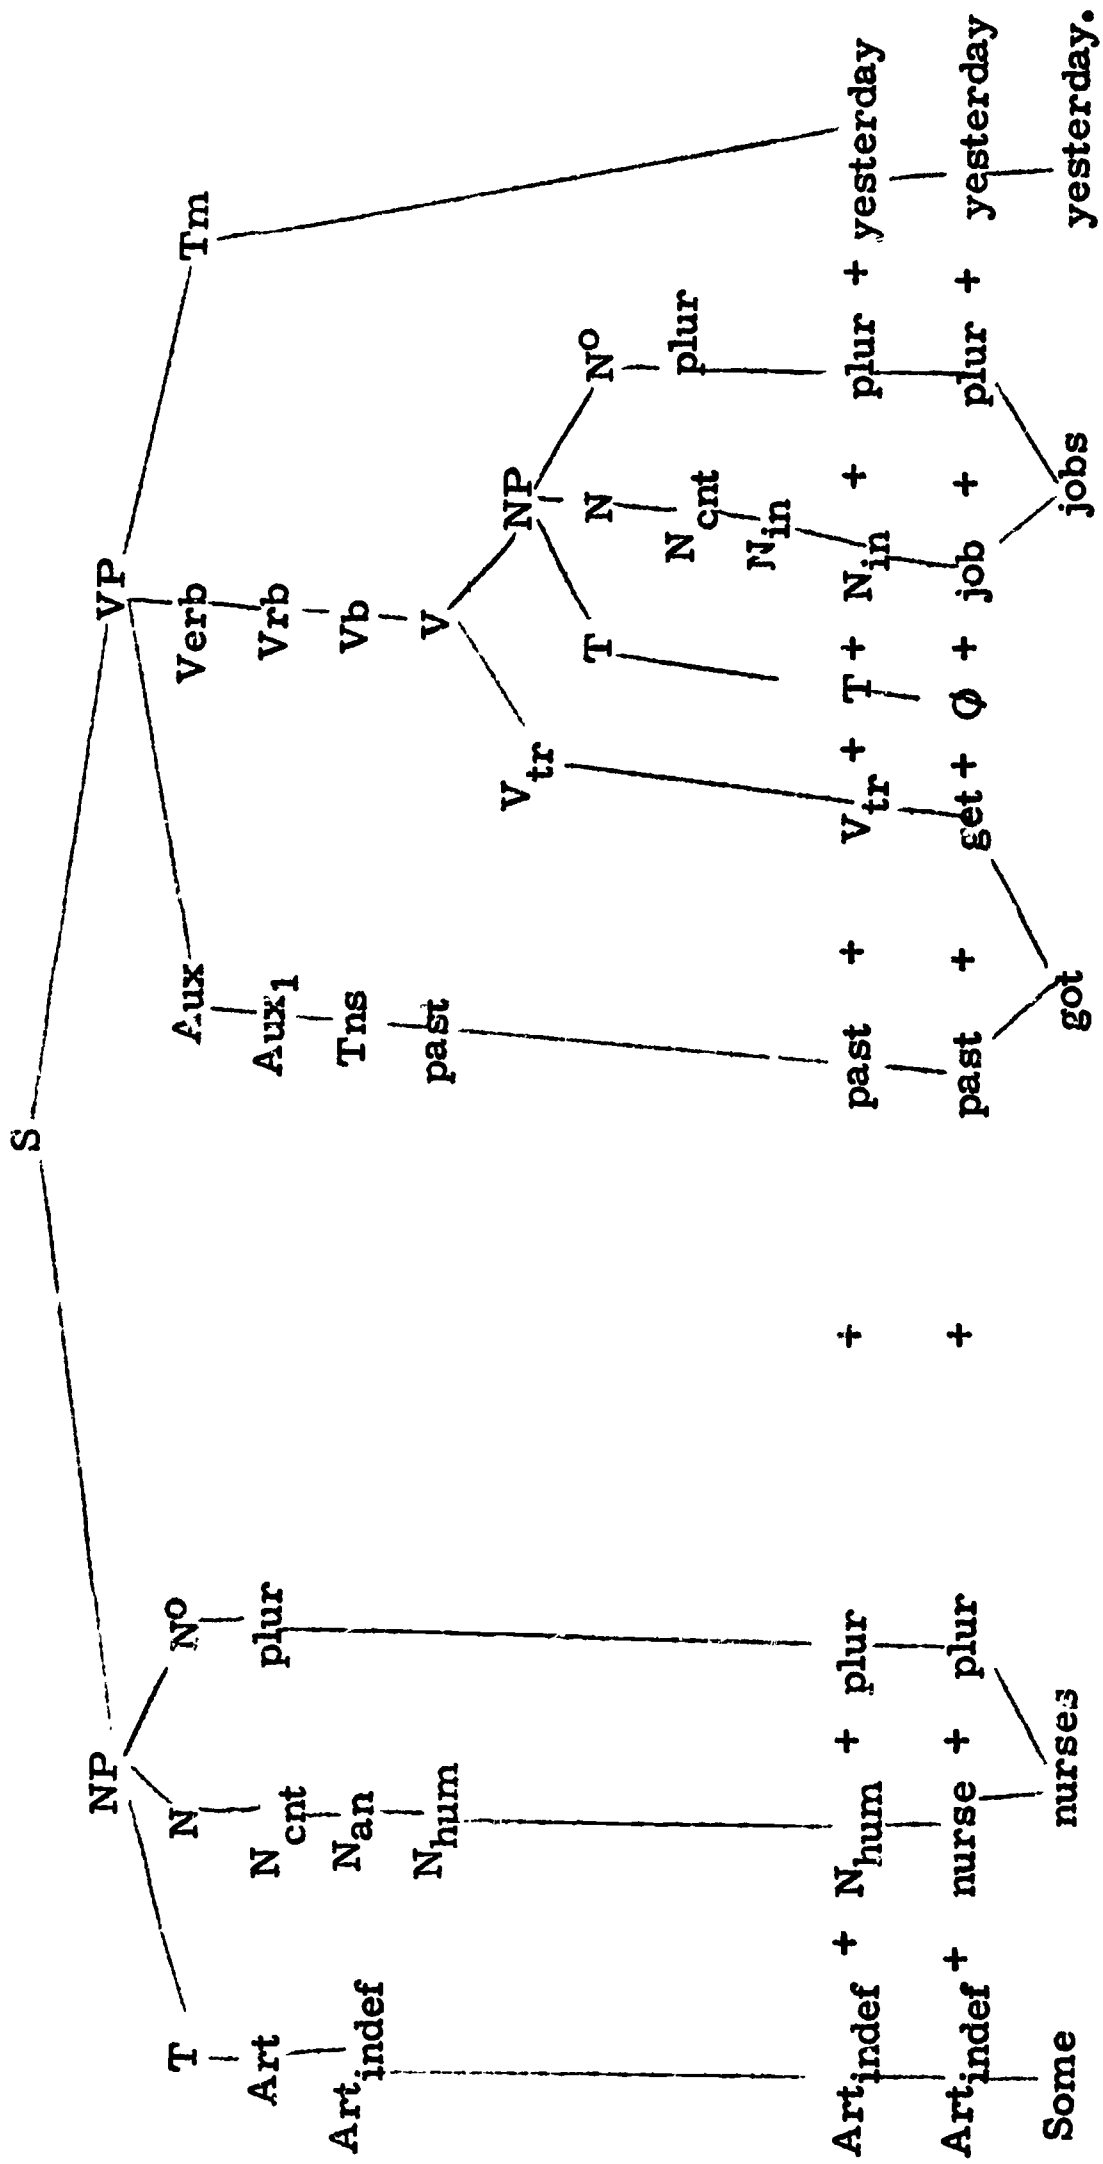 S
NP VP
T N Nº Aux Verb Tm
Art N_cnt plur Aux_1 Vrb
Art_indef N_an Tns Vb
N_hum past V
V_tr NP
T N Nº
N_cnt plur
N_in
Art_indef + N_hum + plur + past + V_tr + T + N_in + plur + yesterday
Art_indef + nurse + plur + past + get + Ø + job + plur + yesterday
Some nurses got jobs yesterday.